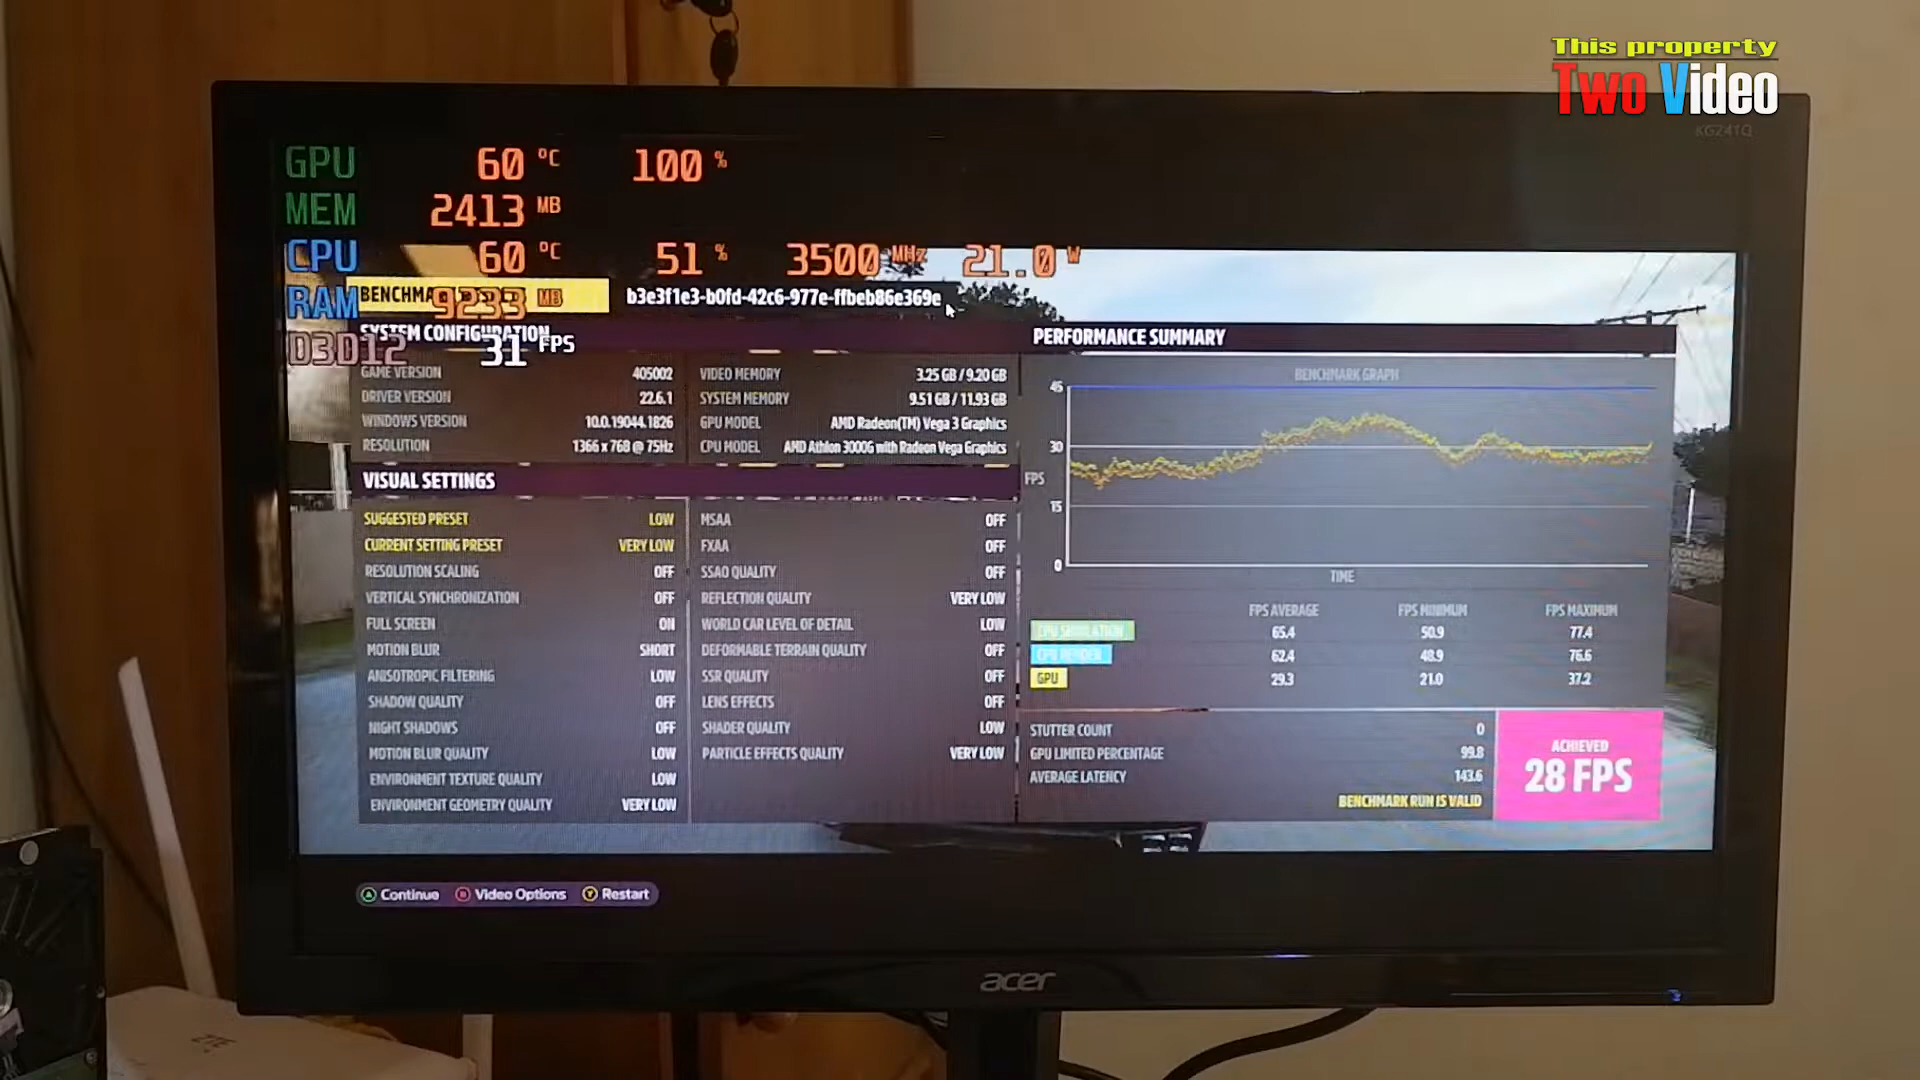 This property
Two Video
KG241Q
GPU 60 °C 100 %
MEM 2413 MB
CPU 60 °C 51 % 3500 MHz 21.0 W
RAM 9233 MB
b3e3f1e3-b0fd-42c6-977e-ffbeb86e369e
D3D12 31 FPS
SYSTEM CONFIGURATION
GAME VERSION 405002
DRIVER VERSION 22.6.1
WINDOWS VERSION 10.0.19044.1826
RESOLUTION 1366 x 768 @ 75Hz
VIDEO MEMORY 3.25 GB / 9.20 GB
SYSTEM MEMORY 9.51 GB / 11.93 GB
GPU MODEL AMD Radeon(TM) Vega 3 Graphics
CPU MODEL AMD Athlon 3000G with Radeon Vega Graphics
VISUAL SETTINGS
SUGGESTED PRESET LOW
CURRENT SETTING PRESET VERY LOW
RESOLUTION SCALING OFF
VERTICAL SYNCHRONIZATION OFF
FULL SCREEN ON
MOTION BLUR SHORT
ANISOTROPIC FILTERING LOW
SHADOW QUALITY OFF
NIGHT SHADOWS OFF
MOTION BLUR QUALITY LOW
ENVIRONMENT TEXTURE QUALITY LOW
ENVIRONMENT GEOMETRY QUALITY VERY LOW
MSAA OFF
FXAA OFF
SSAO QUALITY OFF
REFLECTION QUALITY VERY LOW
WORLD CAR LEVEL OF DETAIL LOW
DEFORMABLE TERRAIN QUALITY OFF
SSR QUALITY OFF
LENS EFFECTS OFF
SHADER QUALITY LOW
PARTICLE EFFECTS QUALITY VERY LOW
PERFORMANCE SUMMARY
BENCHMARK GRAPH
45
30
FPS
15
0
TIME
FPS AVERAGE FPS MINIMUM FPS MAXIMUM
CPU SIMULATION 65.4 50.9 77.4
CPU RENDER 62.4 48.9 76.6
GPU 29.3 21.0 37.2
STUTTER COUNT 0
GPU LIMITED PERCENTAGE 99.8
AVERAGE LATENCY 143.6
BENCHMARK RUN IS VALID
ACHIEVED
28 FPS
A Continue B Video Options Y Restart
acer
ZTE